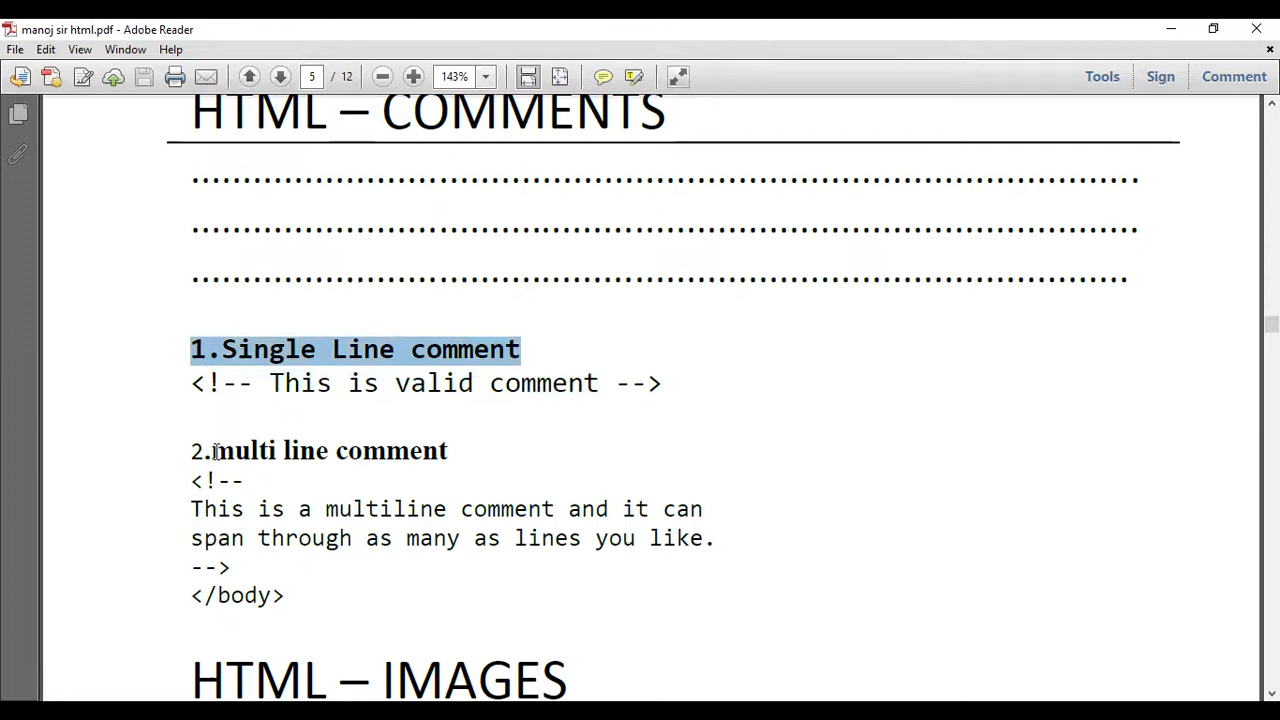 manoj sir html.pdf - Adobe Reader
File Edit View Window Help
5 / 12 143% Tools Sign Comment
HTML – COMMENTS
...........................................................................................
...........................................................................................
..........................................................................................
1.Single Line comment
<!-- This is valid comment -->
2.multi line comment
<!--
This is a multiline comment and it can
span through as many as lines you like.
-->
</body>
HTML – IMAGES